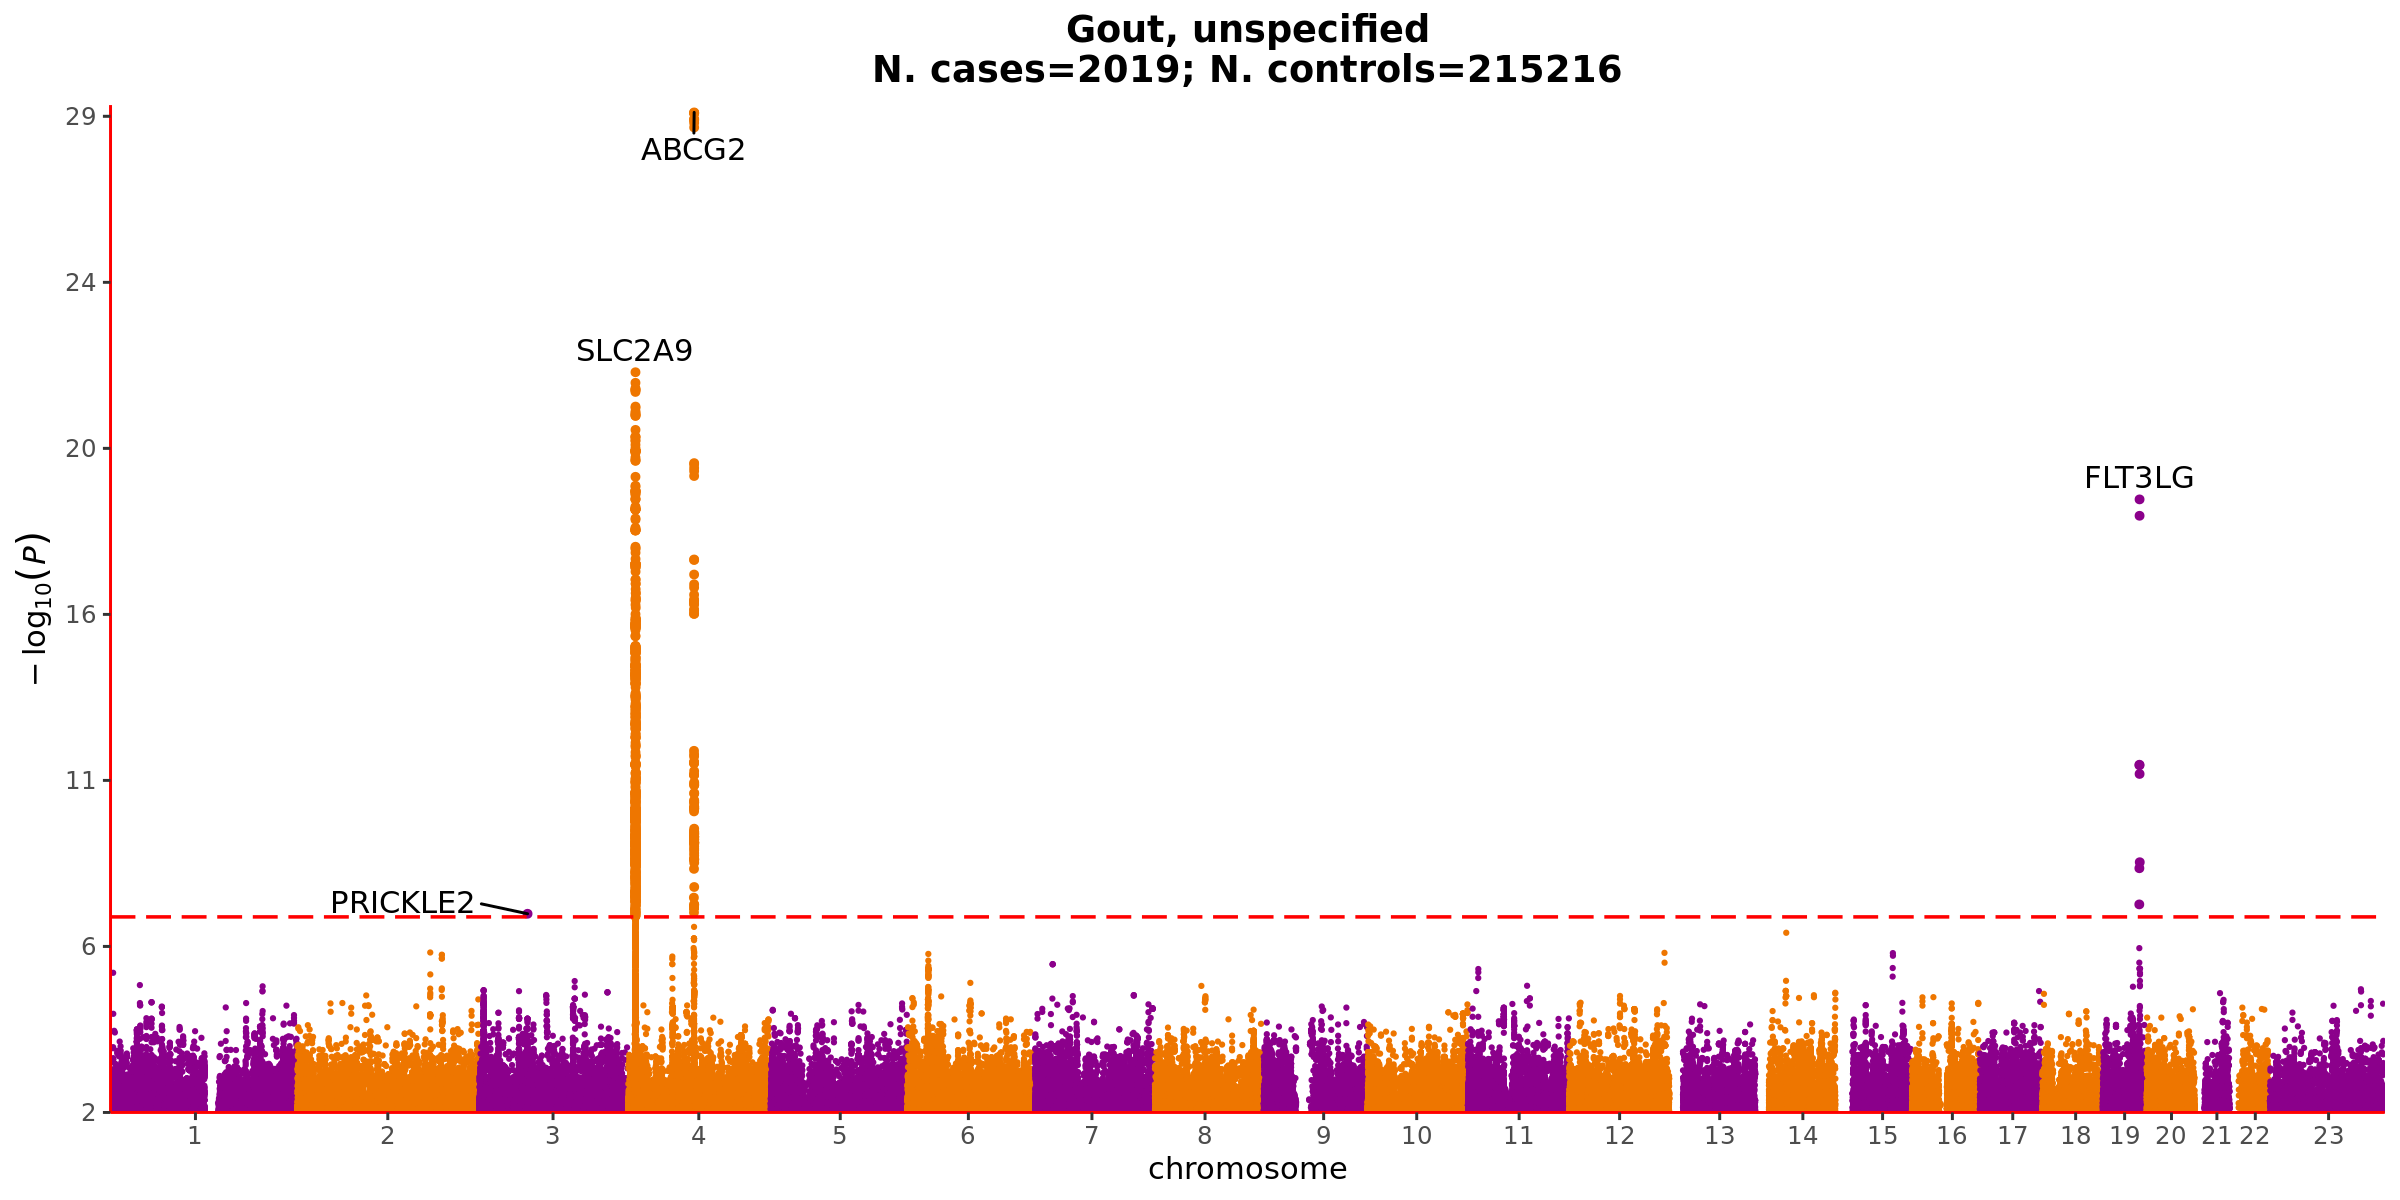 Gout, unspecified
N. cases=2019; N. controls=215216
29
ABCG2
24
SLC2A9
20
FLT3LG
16
− log10(P)
11
PRICKLE2
6
2
1 2 3 4 5 6 7 8 9 10 11 12 13 14 15 16 17 18 19 20 21 22 23
chromosome